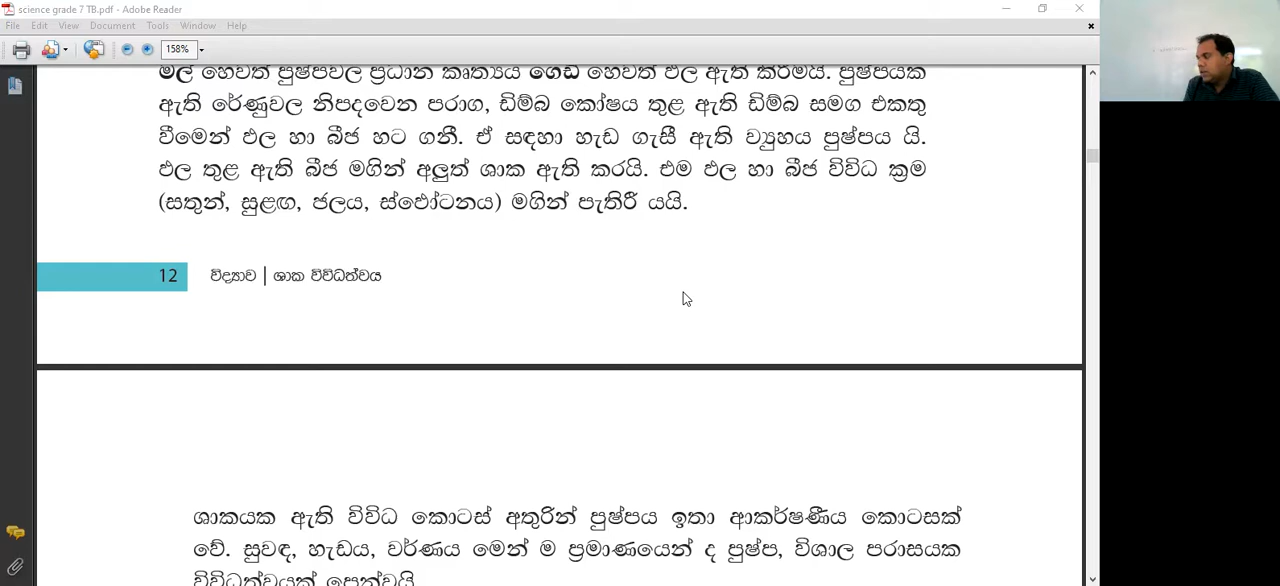 science grade 7 TB.pdf - Adobe Reader
File Edit View Document Tools Window Help
158%
මල් හෙවත් පුෂ්පවල ප්‍රධාන කෘත්‍යය ගෙඩි හෙවත් ඵල ඇති කිරීමයි. පුෂ්පයක
ඇති රේණුවල නිපදවෙන පරාග, ඩිම්බ කෝෂය තුළ ඇති ඩිම්බ සමග එකතු
වීමෙන් ඵල හා බීජ හට ගනී. ඒ සඳහා හැඩ ගැසී ඇති ව්‍යුහය පුෂ්පය යි.
ඵල තුළ ඇති බීජ මගින් අලුත් ශාක ඇති කරයි. එම ඵල හා බීජ විවිධ ක්‍රම
(සතුන්, සුළඟ, ජලය, ස්ඵෝටනය) මගින් පැතිරී යයි.
12 විද්‍යාව | ශාක විවිධත්වය
ශාකයක ඇති විවිධ කොටස් අතුරින් පුෂ්පය ඉතා ආකර්ෂණීය කොටසක්
වේ. සුවඳ, හැඩය, වර්ණය මෙන් ම ප්‍රමාණයෙන් ද පුෂ්ප, විශාල පරාසයක
විවිධත්වයක් පෙන්වයි